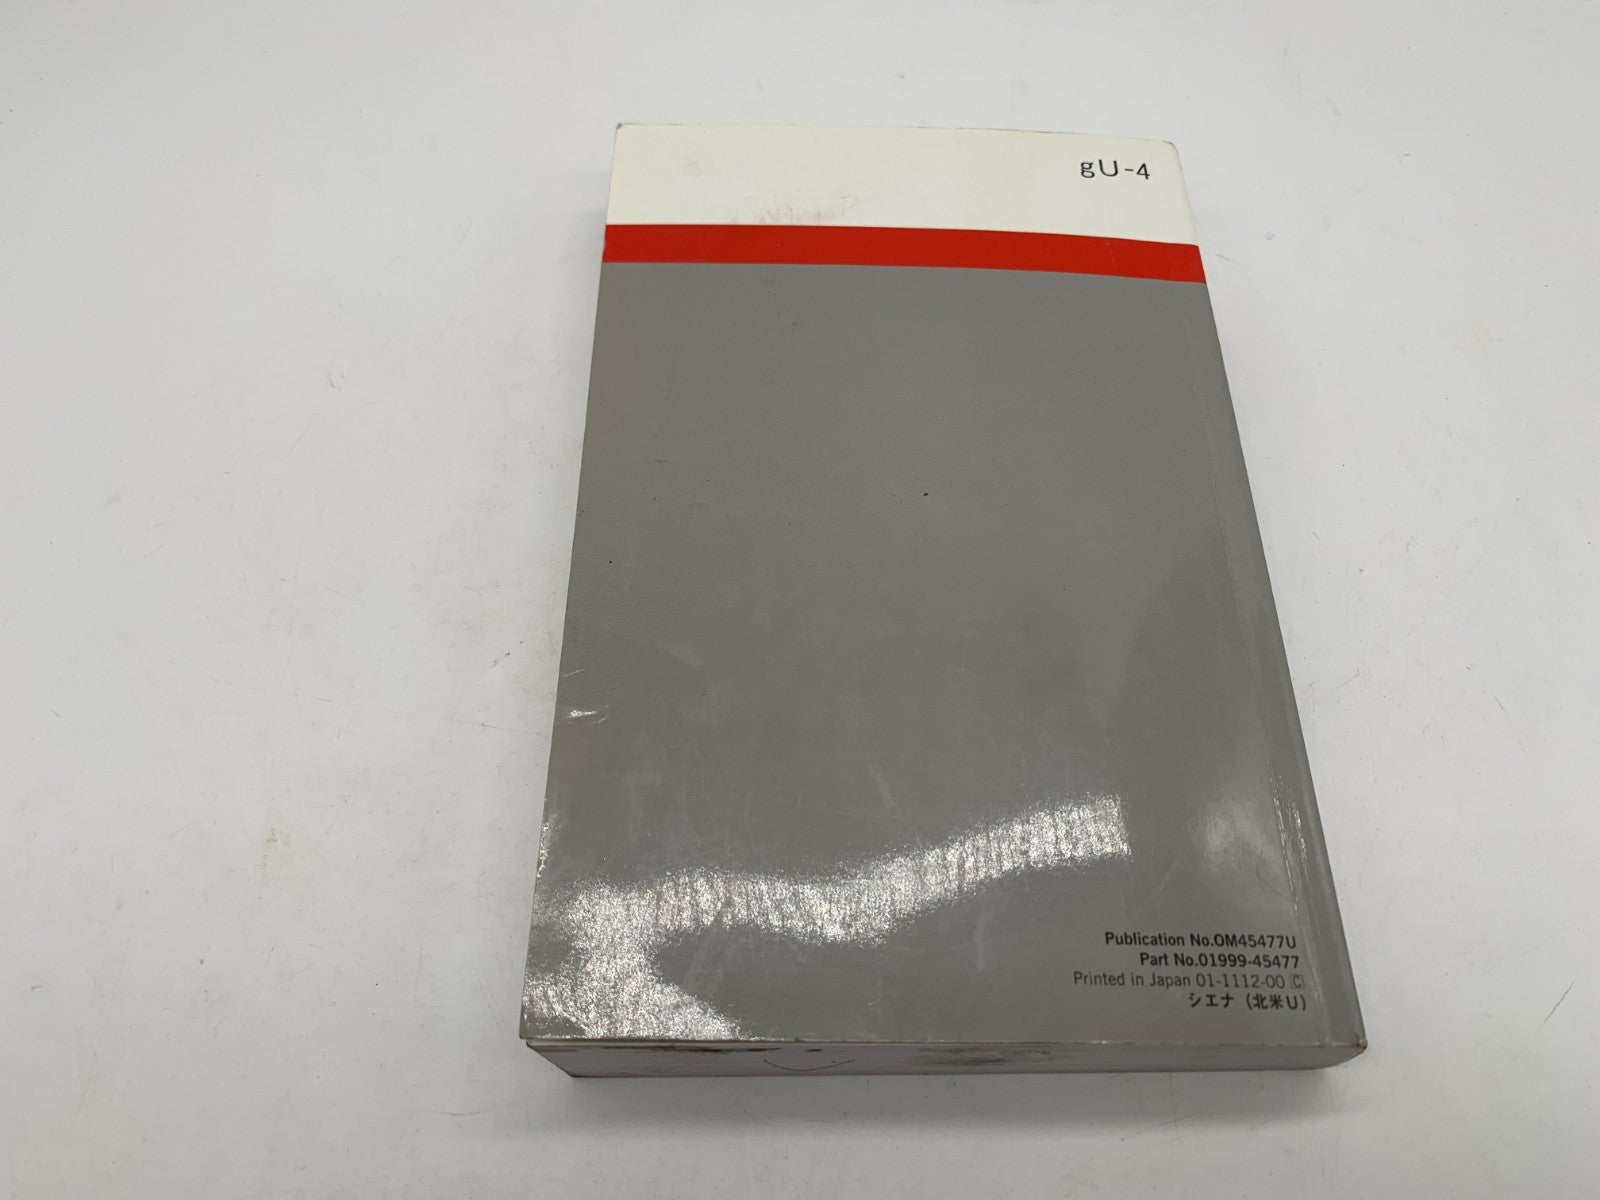 gU-4
Publication No.OM45477U
Part No.01999-45477
Printed in Japan 01-1112-00 🄲
シエナ (北米U)